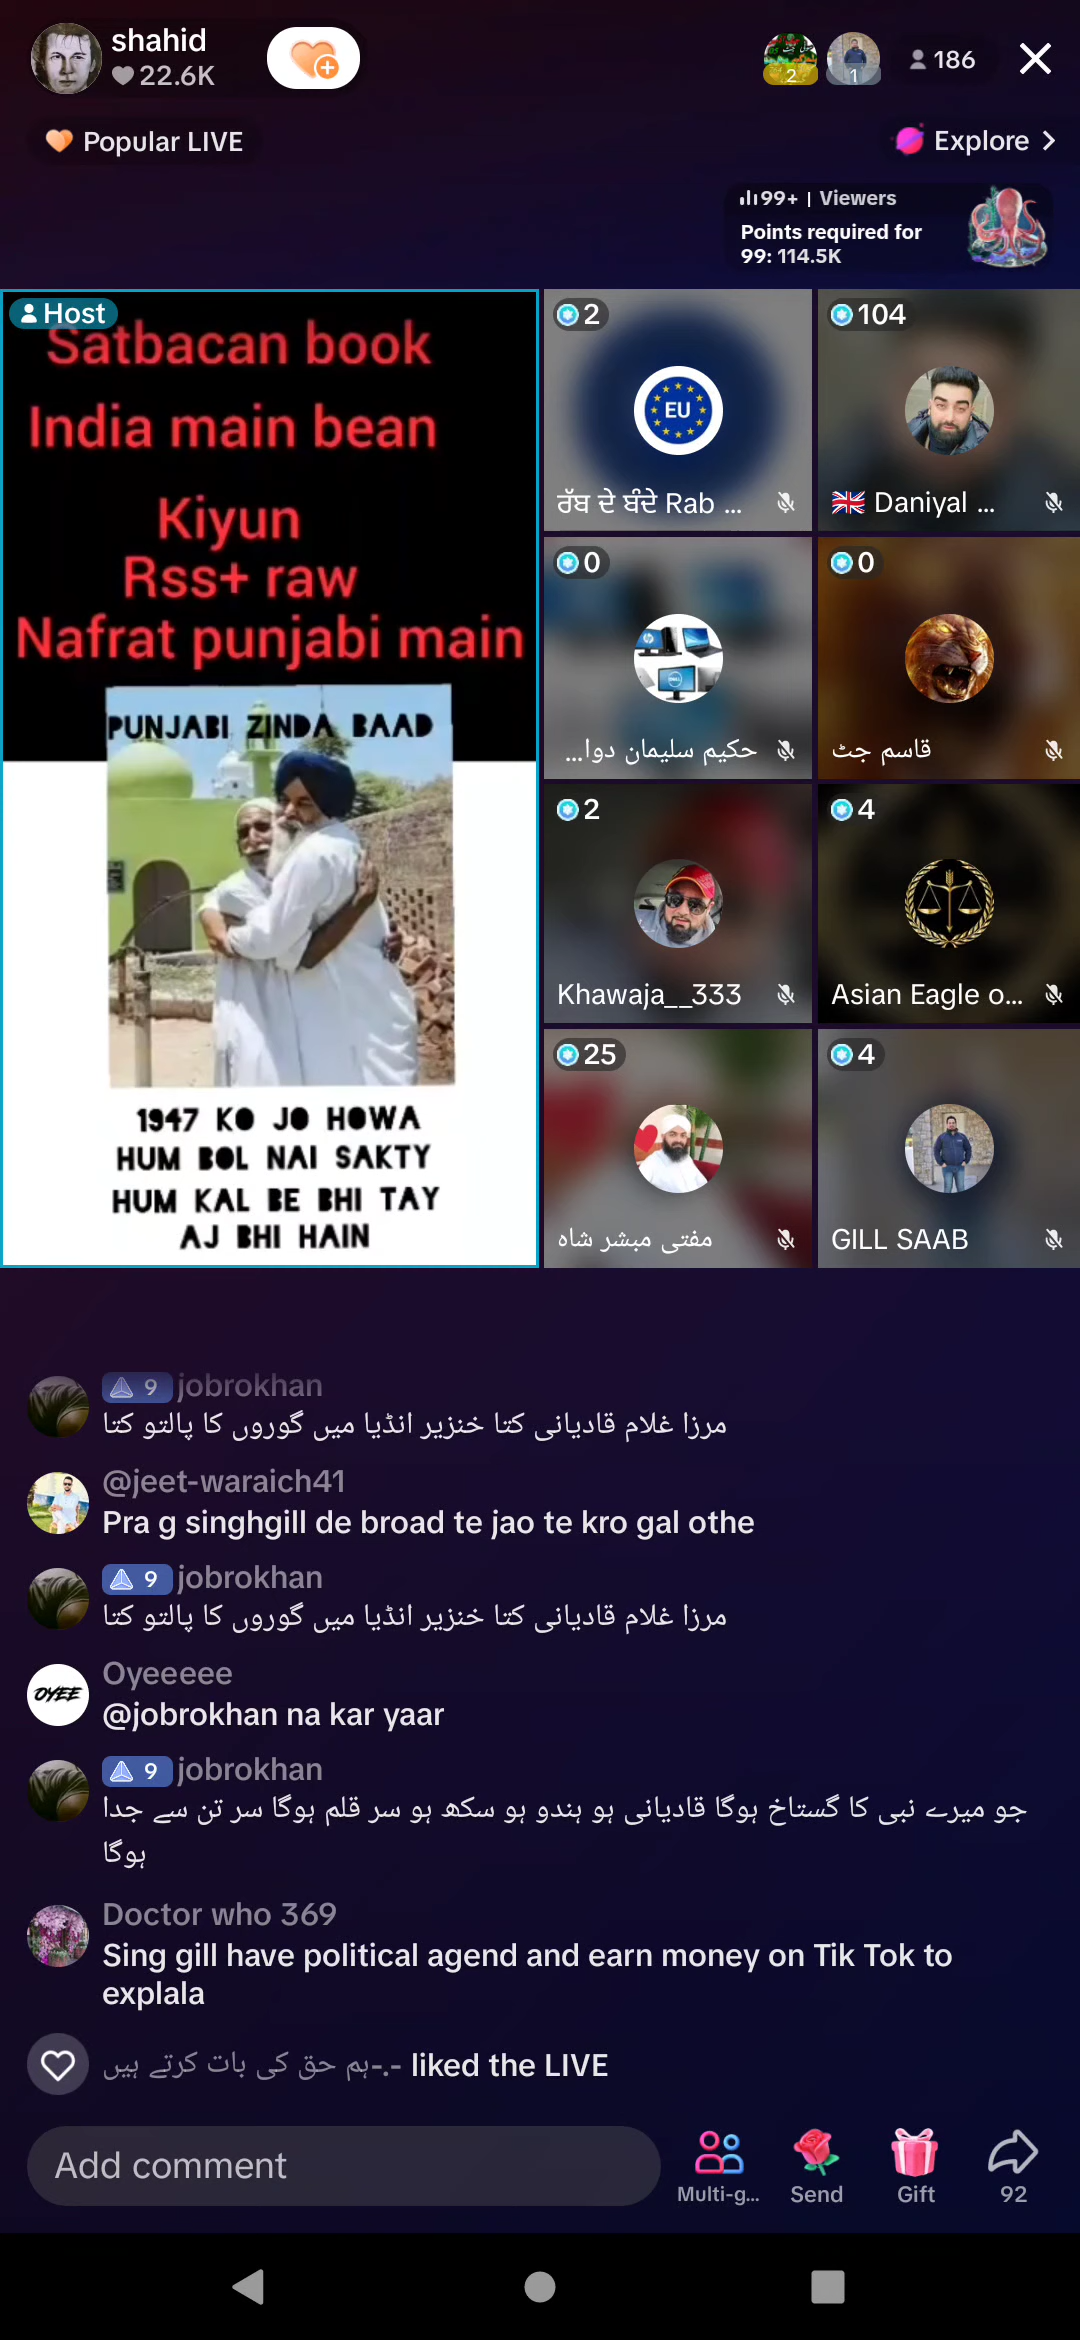 shahid
22.6K
2
1
186
Popular LIVE
Explore
99+ | Viewers
Points required for
99: 114.5K
Host
Satbacan book
India main bean
Kiyun
Rss+ raw
Nafrat punjabi main
PUNJABI ZINDA BAAD
1947 KO JO HOWA
HUM BOL NAI SAKTY
HUM KAL BE BHI TAY
AJ BHI HAIN
2
EU
ਰੱਬ ਦੇ ਬੰਦੇ Rab ...
104
🇬🇧 Daniyal ...
0
حکیم سلیمان دوا...
0
قاسم جٹ
2
Khawaja__333
4
Asian Eagle o...
25
مفتی مبشر شاہ
4
GILL SAAB
9 jobrokhan
مرزا غلام قادیانی کتا خنزیر انڈیا میں گوروں کا پالتو کتا
@jeet-waraich41
Pra g singhgill de broad te jao te kro gal othe
9 jobrokhan
مرزا غلام قادیانی کتا خنزیر انڈیا میں گوروں کا پالتو کتا
Oyeeeee
OYEE
@jobrokhan na kar yaar
9 jobrokhan
جو میرے نبی کا گستاخ ہوگا قادیانی ہو ہندو ہو سکھ ہو سر قلم ہوگا سر تن سے جدا
ہوگا
Doctor who 369
Sing gill have political agend and earn money on Tik Tok to
explala
ہم حق کی بات کرتے ہیں-.- liked the LIVE
Add comment
Multi-g...
Send
Gift
92